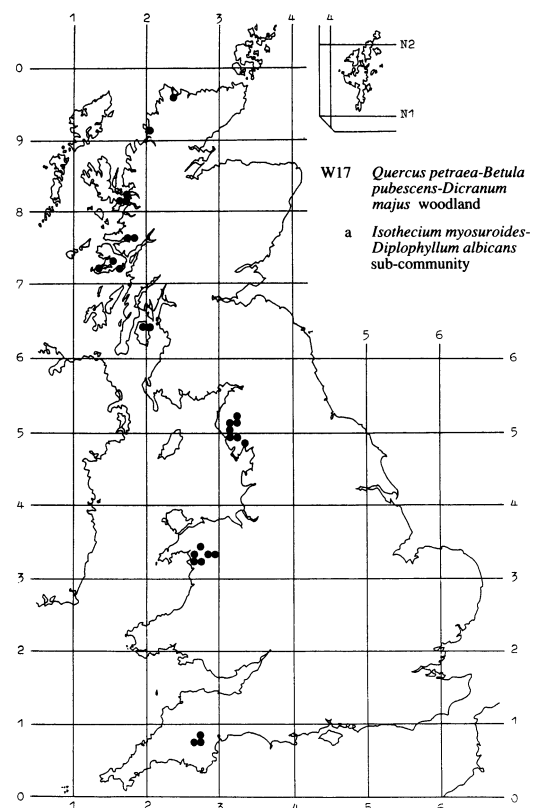 1 2 3 4 4
0
N2
N1
9
W17 Quercus petraea-Betula
pubescens-Dicranum
majus woodland
8
a Isothecium myosuroides-
Diplophyllum albicans
sub-community
7
5 6
6 6
5 5
4 4
3 3
2 2
1 1
0 0
1 2 3 4 5 6